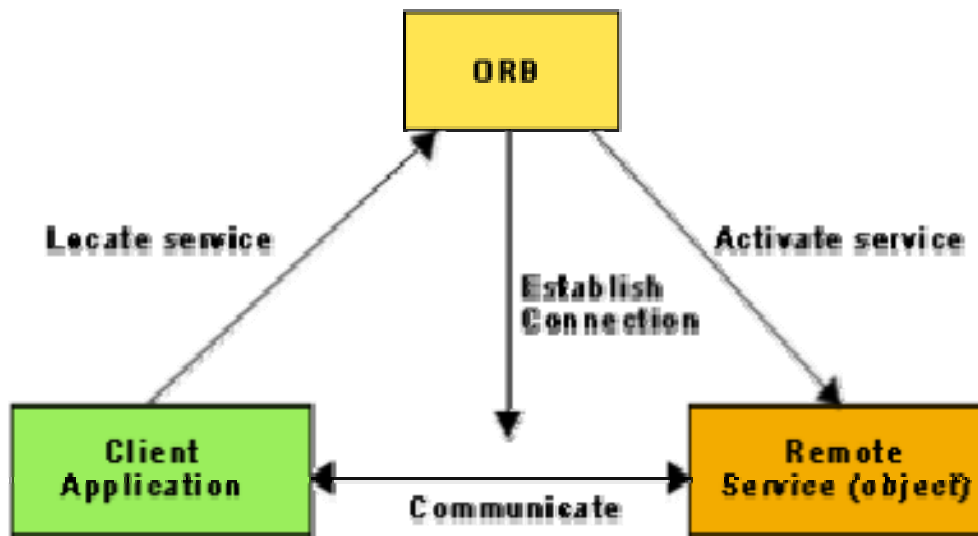 ORB
Locate service
Activate service
Establish
Connection
Client
Application
Communicate
Remote
Service (object)